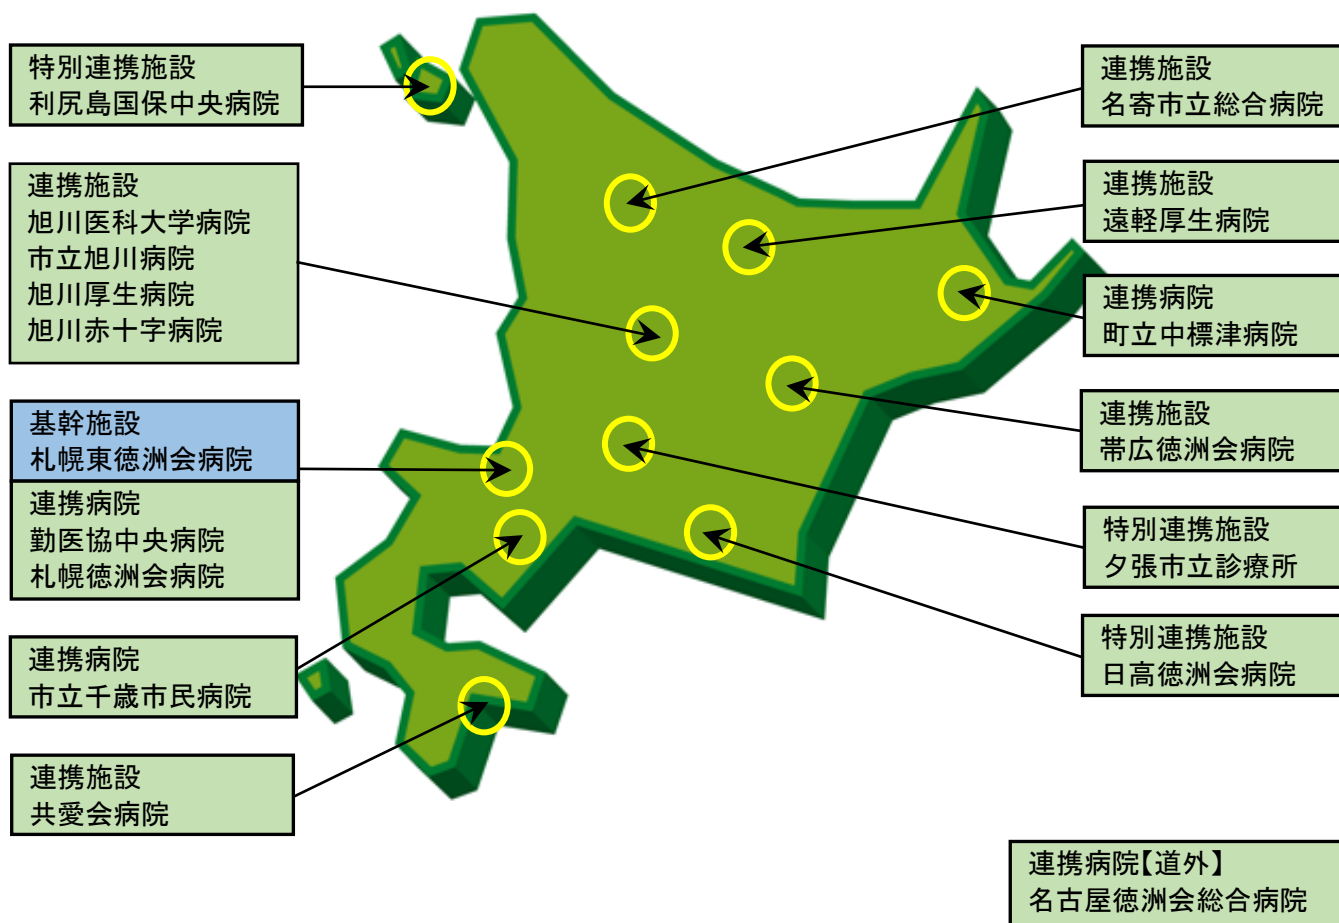 特別連携施設
利尻島国保中央病院
連携施設
旭川医科大学病院
市立旭川病院
旭川厚生病院
旭川赤十字病院
基幹施設
札幌東徳洲会病院
連携病院
勤医協中央病院
札幌徳洲会病院
連携病院
市立千歳市民病院
連携施設
共愛会病院
連携施設
名寄市立総合病院
連携施設
遠軽厚生病院
連携病院
町立中標津病院
連携施設
帯広徳洲会病院
特別連携施設
夕張市立診療所
特別連携施設
日高徳洲会病院
連携病院【道外】
名古屋徳洲会総合病院